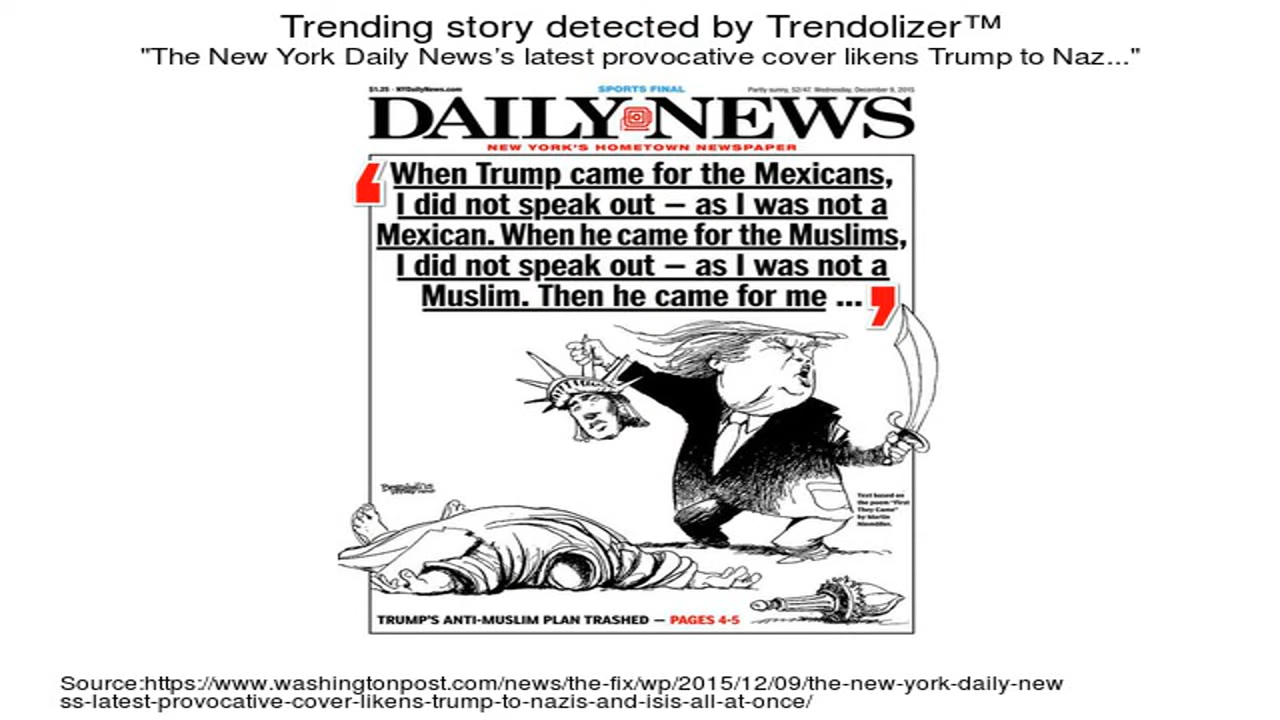 Trending story detected by Trendolizer™
"The New York Daily News’s latest provocative cover likens Trump to Naz..."
$1.25 · NYDailyNews.com
SPORTS FINAL
Partly sunny, 52/47. Wednesday, December 9, 2015
DAILY NEWS
NEW YORK'S HOMETOWN NEWSPAPER
‘When Trump came for the Mexicans,
I did not speak out – as I was not a
Mexican. When he came for the Muslims,
I did not speak out – as I was not a
Muslim. Then he came for me ...’
Text based on
the poem “First
They Came”
by Martin
Niemöller.
TRUMP'S ANTI-MUSLIM PLAN TRASHED – PAGES 4-5
Source:https://www.washingtonpost.com/news/the-fix/wp/2015/12/09/the-new-york-daily-new
ss-latest-provocative-cover-likens-trump-to-nazis-and-isis-all-at-once/